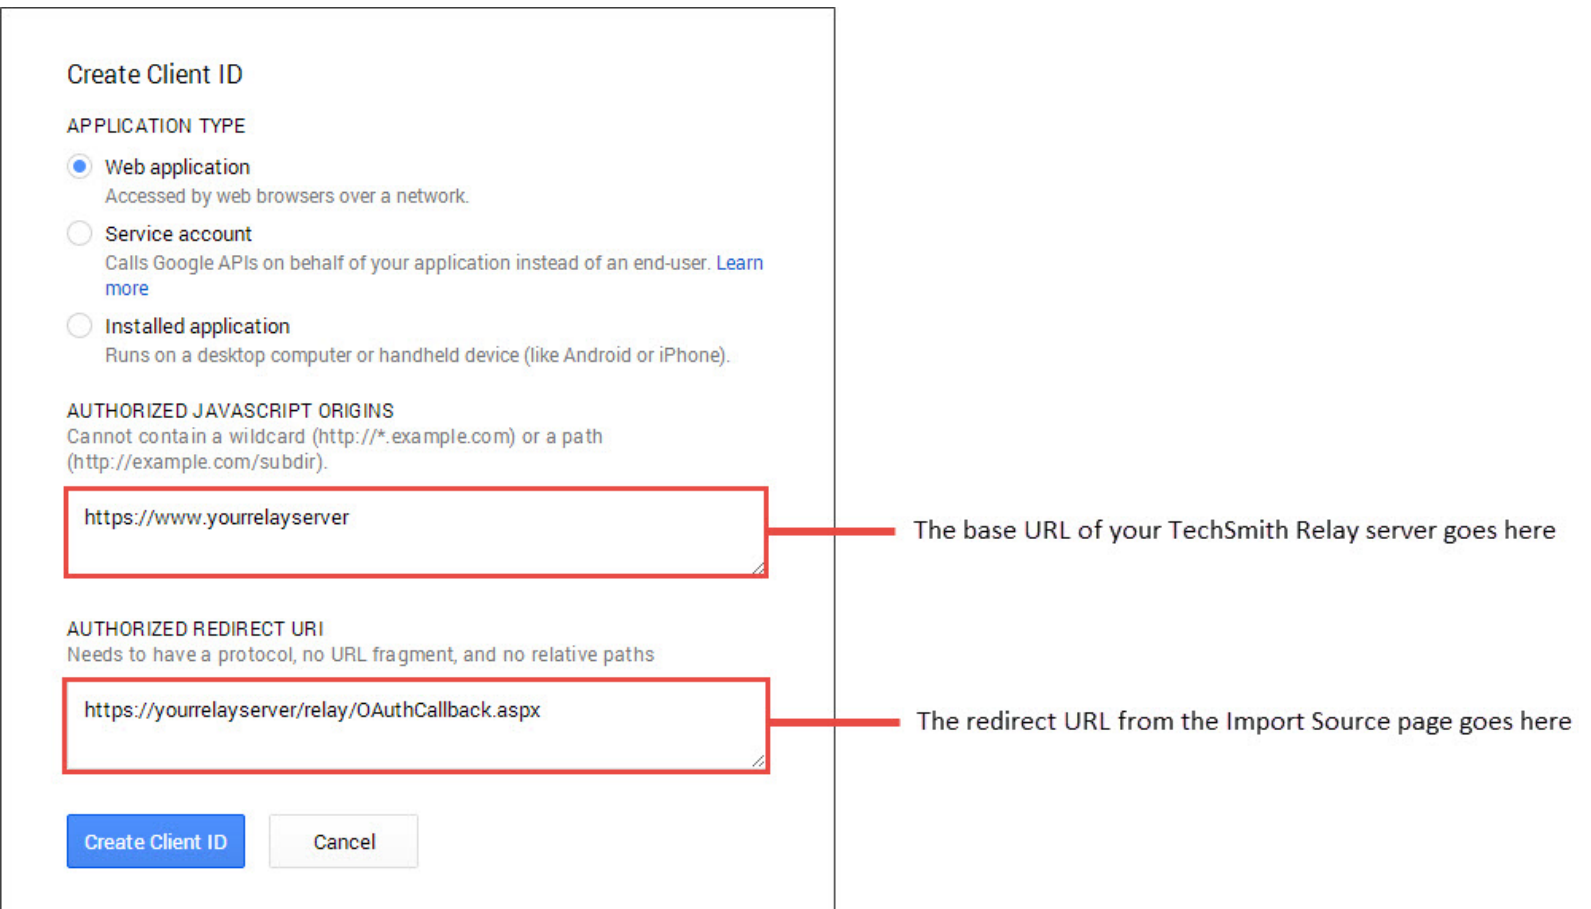 Create Client ID
APPLICATION TYPE
Web application
Accessed by web browsers over a network.
Service account
Calls Google APIs on behalf of your application instead of an end-user. Learn
more
Installed application
Runs on a desktop computer or handheld device (like Android or iPhone).
AUTHORIZED JAVASCRIPT ORIGINS
Cannot contain a wildcard (http://*.example.com) or a path
(http://example.com/subdir).
https://www.yourrelayserver
The base URL of your TechSmith Relay server goes here
AUTHORIZED REDIRECT URI
Needs to have a protocol, no URL fragment, and no relative paths
https://yourrelayserver/relay/OAuthCallback.aspx
The redirect URL from the Import Source page goes here
Create Client ID
Cancel